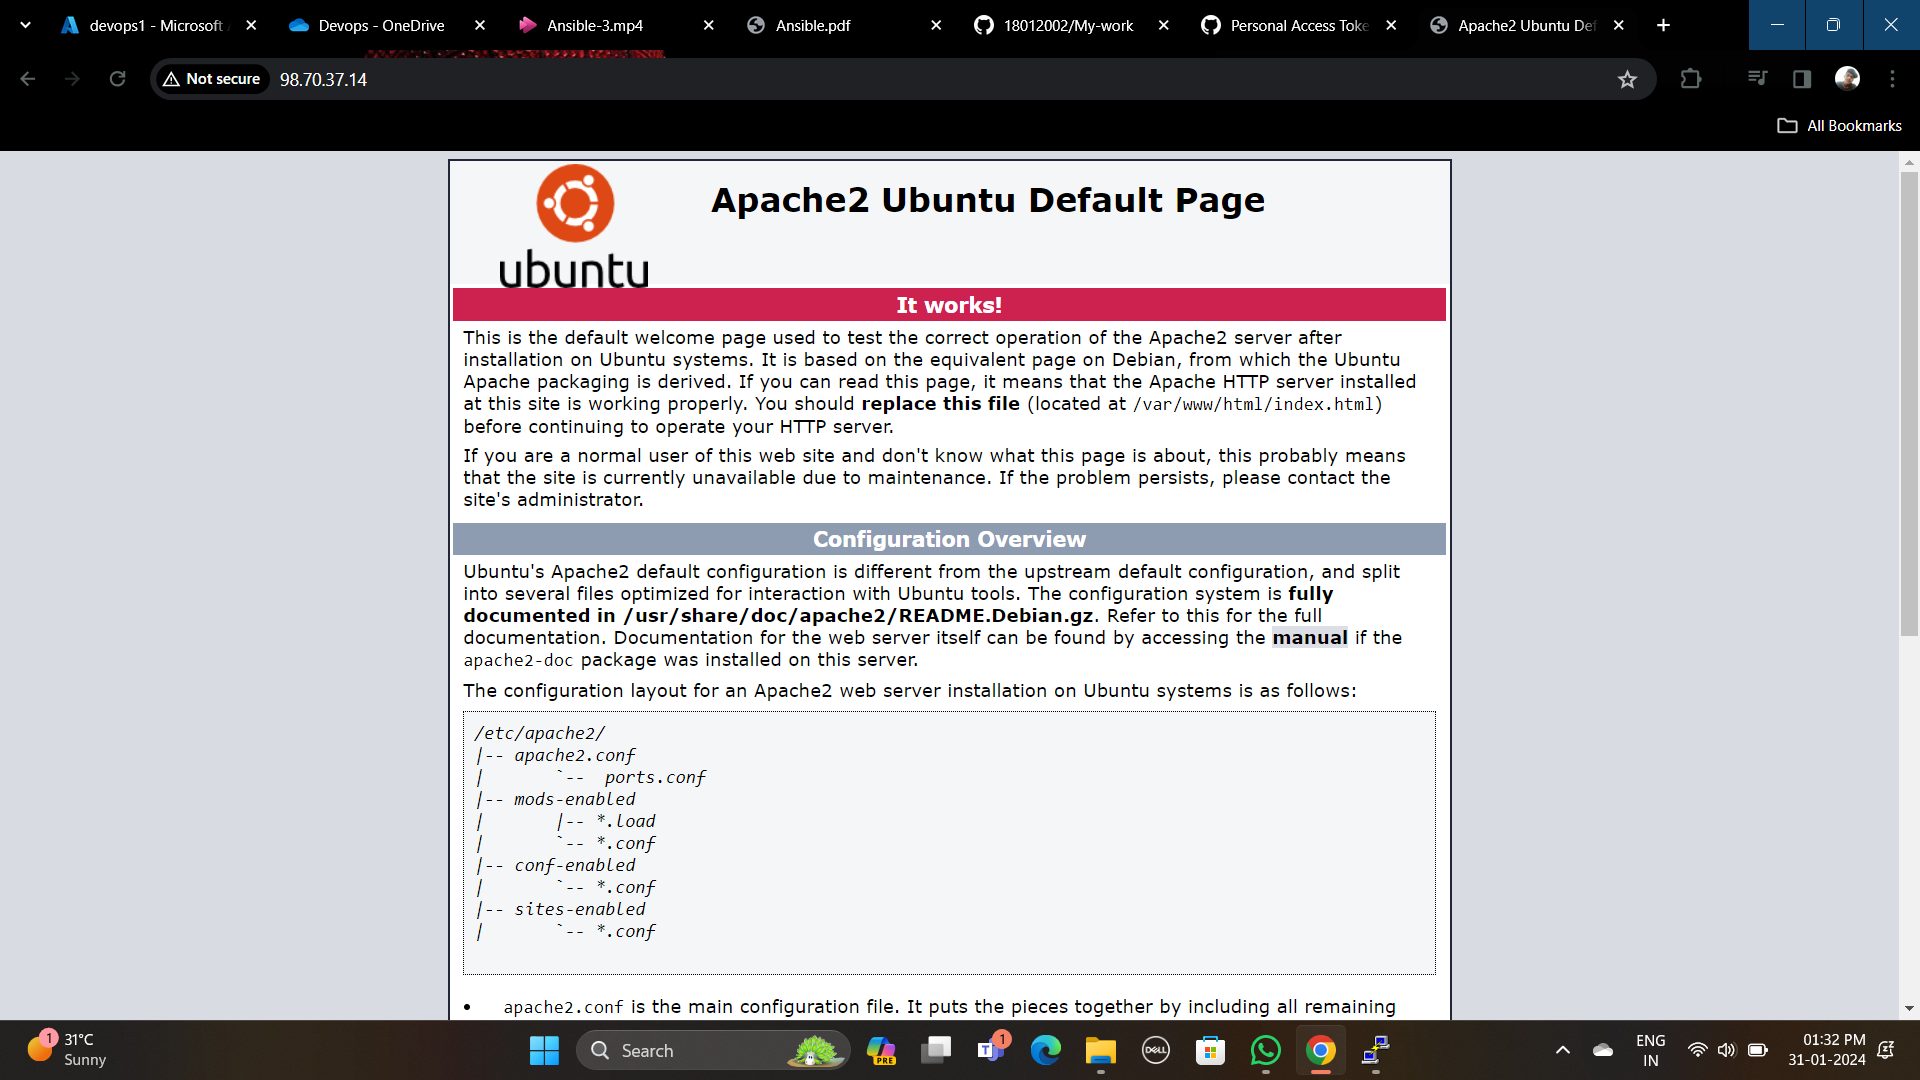 devops1 - Microsoft
Devops - OneDrive
Ansible-3.mp4
Ansible.pdf
18012002/My-work
Personal Access Toke
Apache2 Ubuntu Def
Not secure
98.70.37.14
All Bookmarks
ubuntu
Apache2 Ubuntu Default Page
It works!
This is the default welcome page used to test the correct operation of the Apache2 server after
installation on Ubuntu systems. It is based on the equivalent page on Debian, from which the Ubuntu
Apache packaging is derived. If you can read this page, it means that the Apache HTTP server installed
at this site is working properly. You should replace this file (located at /var/www/html/index.html)
before continuing to operate your HTTP server.
If you are a normal user of this web site and don't know what this page is about, this probably means
that the site is currently unavailable due to maintenance. If the problem persists, please contact the
site's administrator.
Configuration Overview
Ubuntu's Apache2 default configuration is different from the upstream default configuration, and split
into several files optimized for interaction with Ubuntu tools. The configuration system is fully
documented in /usr/share/doc/apache2/README.Debian.gz. Refer to this for the full
documentation. Documentation for the web server itself can be found by accessing the manual if the
apache2-doc package was installed on this server.
The configuration layout for an Apache2 web server installation on Ubuntu systems is as follows:
/etc/apache2/
|-- apache2.conf
|       `--  ports.conf
|-- mods-enabled
|       |-- *.load
|       `-- *.conf
|-- conf-enabled
|       `-- *.conf
|-- sites-enabled
|       `-- *.conf
• apache2.conf is the main configuration file. It puts the pieces together by including all remaining
1
31°C
Sunny
Search
PRE
1
T
DELL
ENG
IN
01:32 PM
31-01-2024